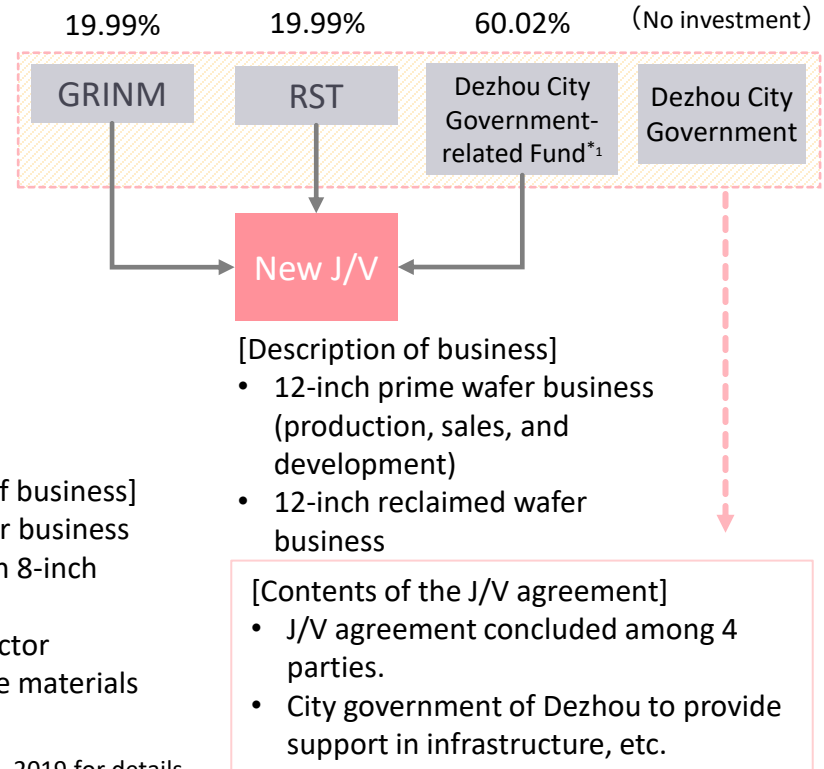 19.99%
19.99%
60.02%
（No investment）
GRINM
RST
Dezhou City
Government-
related Fund*1
Dezhou City
Government
New J/V
[Description of business]
• 12-inch prime wafer business
(production, sales, and
development)
• 12-inch reclaimed wafer
business
f business]
r business
8-inch
ctor
e materials
2019 for details
[Contents of the J/V agreement]
• J/V agreement concluded among 4
parties.
• City government of Dezhou to provide
support in infrastructure, etc.